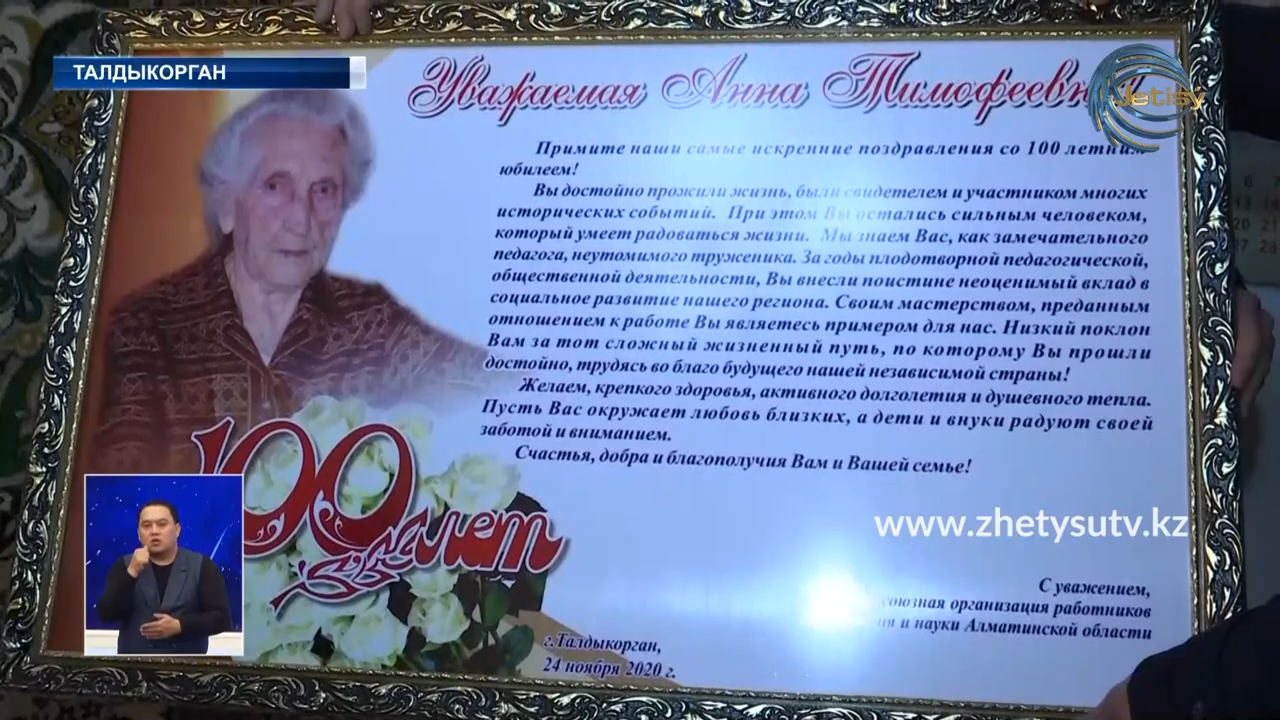 ТАЛДЫКОРГАН
Jetisy
Уважаемая Анна Тимофеевна
Примите наши самые искренние поздравления со 100 летним
юбилеем!
Вы достойно прожили жизнь, были свидетелем и участником многих
исторических событий. При этом Вы остались сильным человеком,
который умеет радоваться жизни. Мы знаем Вас, как замечательного
педагога, неутомимого труженика. За годы плодотворной педагогической,
общественной деятельности, Вы внесли поистине неоценимый вклад в
социальное развитие нашего региона. Своим мастерством, преданным
отношением к работе Вы являетесь примером для нас. Низкий поклон
Вам за тот сложный жизненный путь, по которому Вы прошли
достойно, трудясь во благо будущего нашей независимой страны!
Желаем, крепкого здоровья, активного долголетия и душевного тепла.
Пусть Вас окружает любовь близких, а дети и внуки радуют своей
заботой и вниманием.
Счастья, добра и благополучия Вам и Вашей семье!
100 лет
www.zhetysutv.kz
С уважением,
организация работников
и науки Алматинской области
г.Талдыкорган,
24 ноября 2020 г.